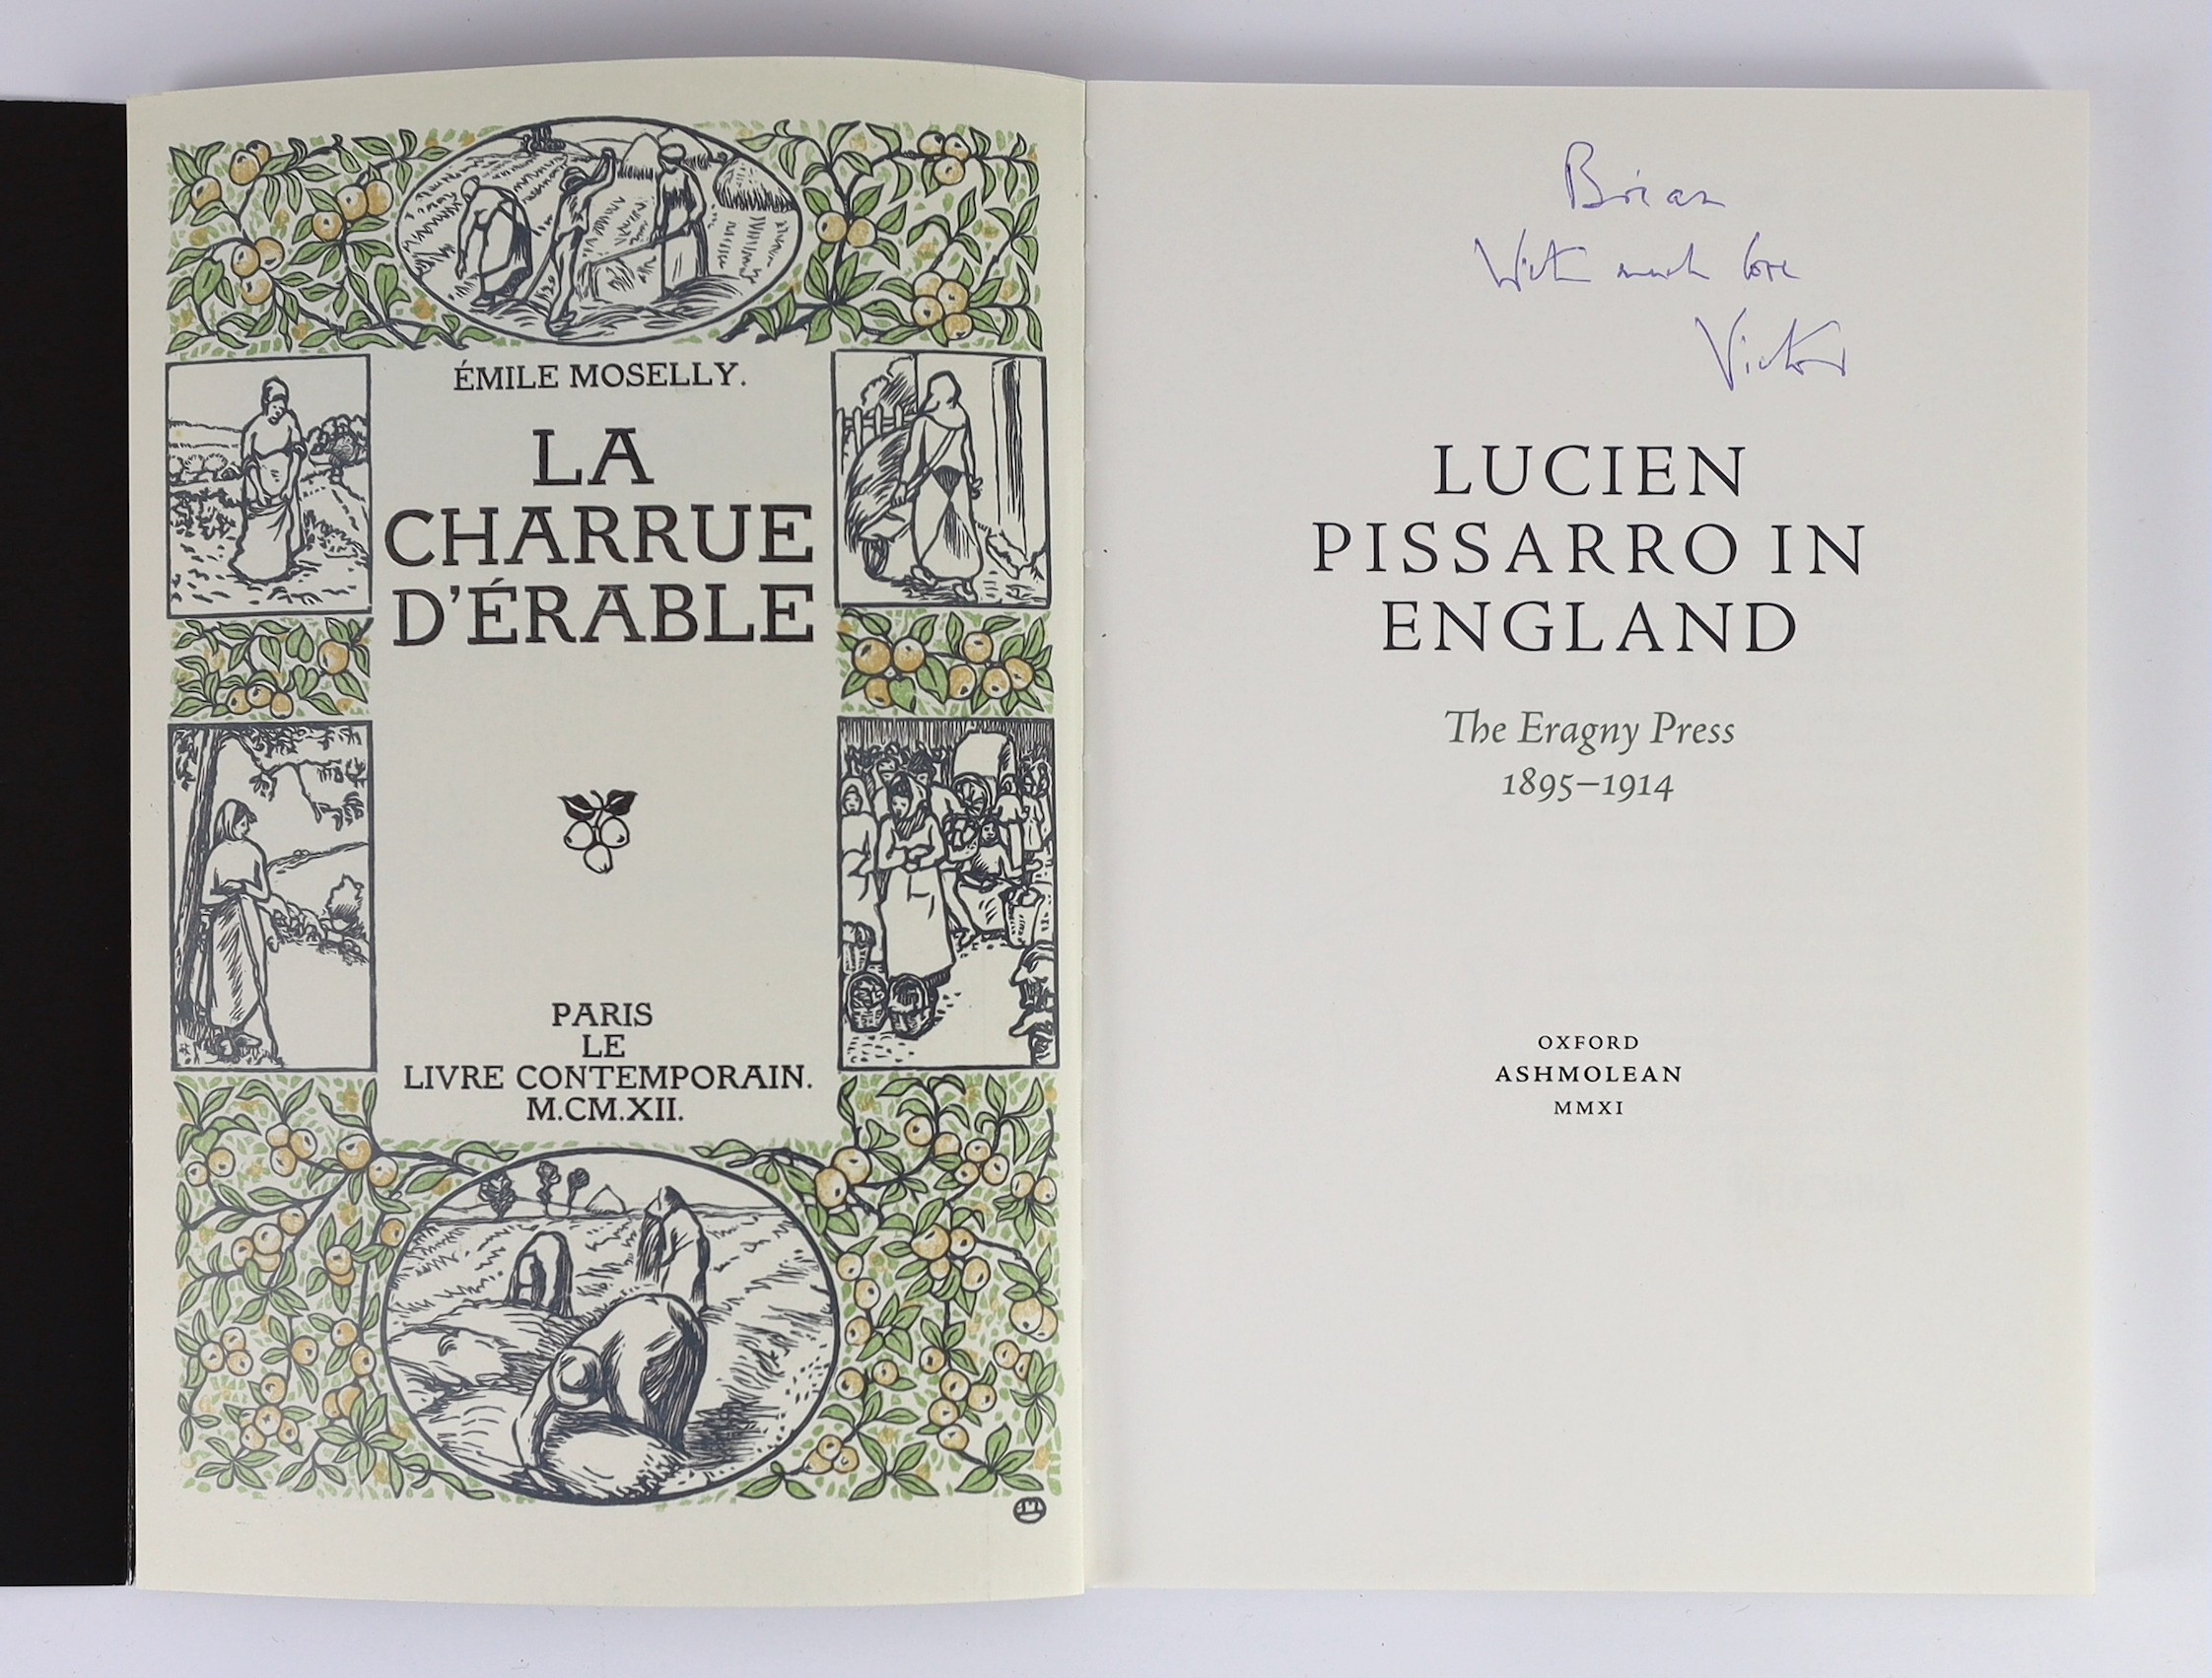 ÉMILE MOSELLY.
LA
CHARRUE
D'ÉRABLE
PARIS
LE
LIVRE CONTEMPORAIN.
M.CM.XII.
Brian
With much love
Victor
LUCIEN
PISSARRO IN
ENGLAND
The Eragny Press
1895–1914
OXFORD
ASHMOLEAN
MMXI